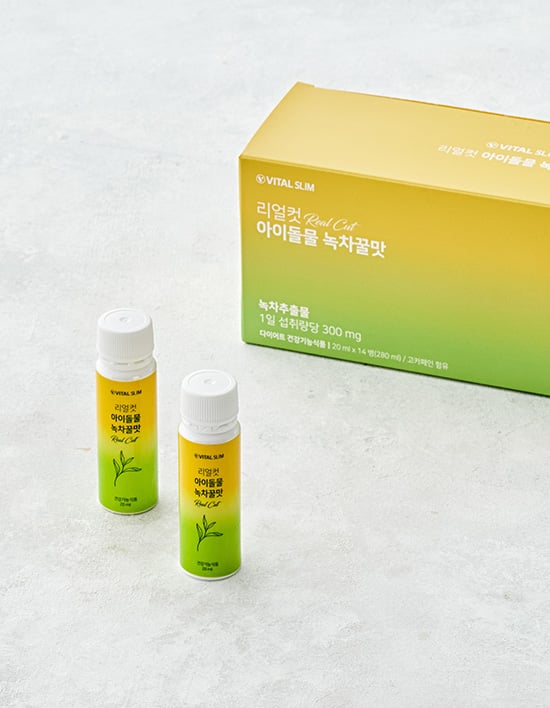 VITAL SLIM
리얼컷 아이돌물 녹
VITAL SLIM
리얼컷 Real Cut
아이돌물 녹차꿀맛
녹차추출물
1일 섭취량당 300 mg
다이어트 건강기능식품 | 20 ml x 14 병(280 ml) / 고카페인 함유
VITAL SLIM
리얼컷
아이돌물
녹차꿀맛
Real Cut
건강기능식품
20 ml
VITAL SLIM
리얼컷
아이돌물
녹차꿀맛
Real Cut
건강기능식품
20 ml